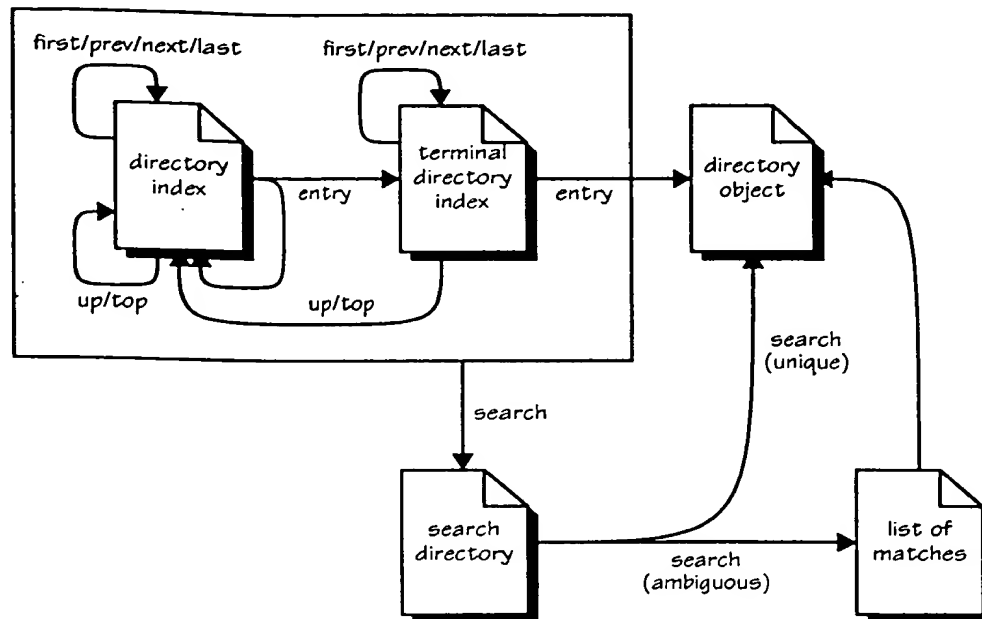 first/prev/next/last
first/prev/next/last
directory
index
entry
terminal
directory
index
entry
directory
object
up/top
up/top
search
(unique)
search
search
directory
search
(ambiguous)
list of
matches